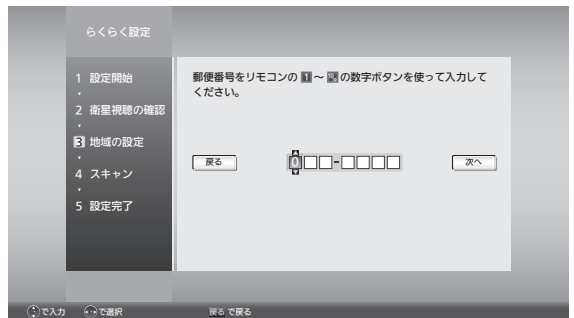 らくらく設定
1 設定開始
2 衛星視聴の確認
3 地域の設定
4 スキャン
5 設定完了
郵便番号をリモコンの 1 ~ 10 の数字ボタンを使って入力して
ください。
戻る 0 - 次へ
で入力 で選択 戻る で戻る